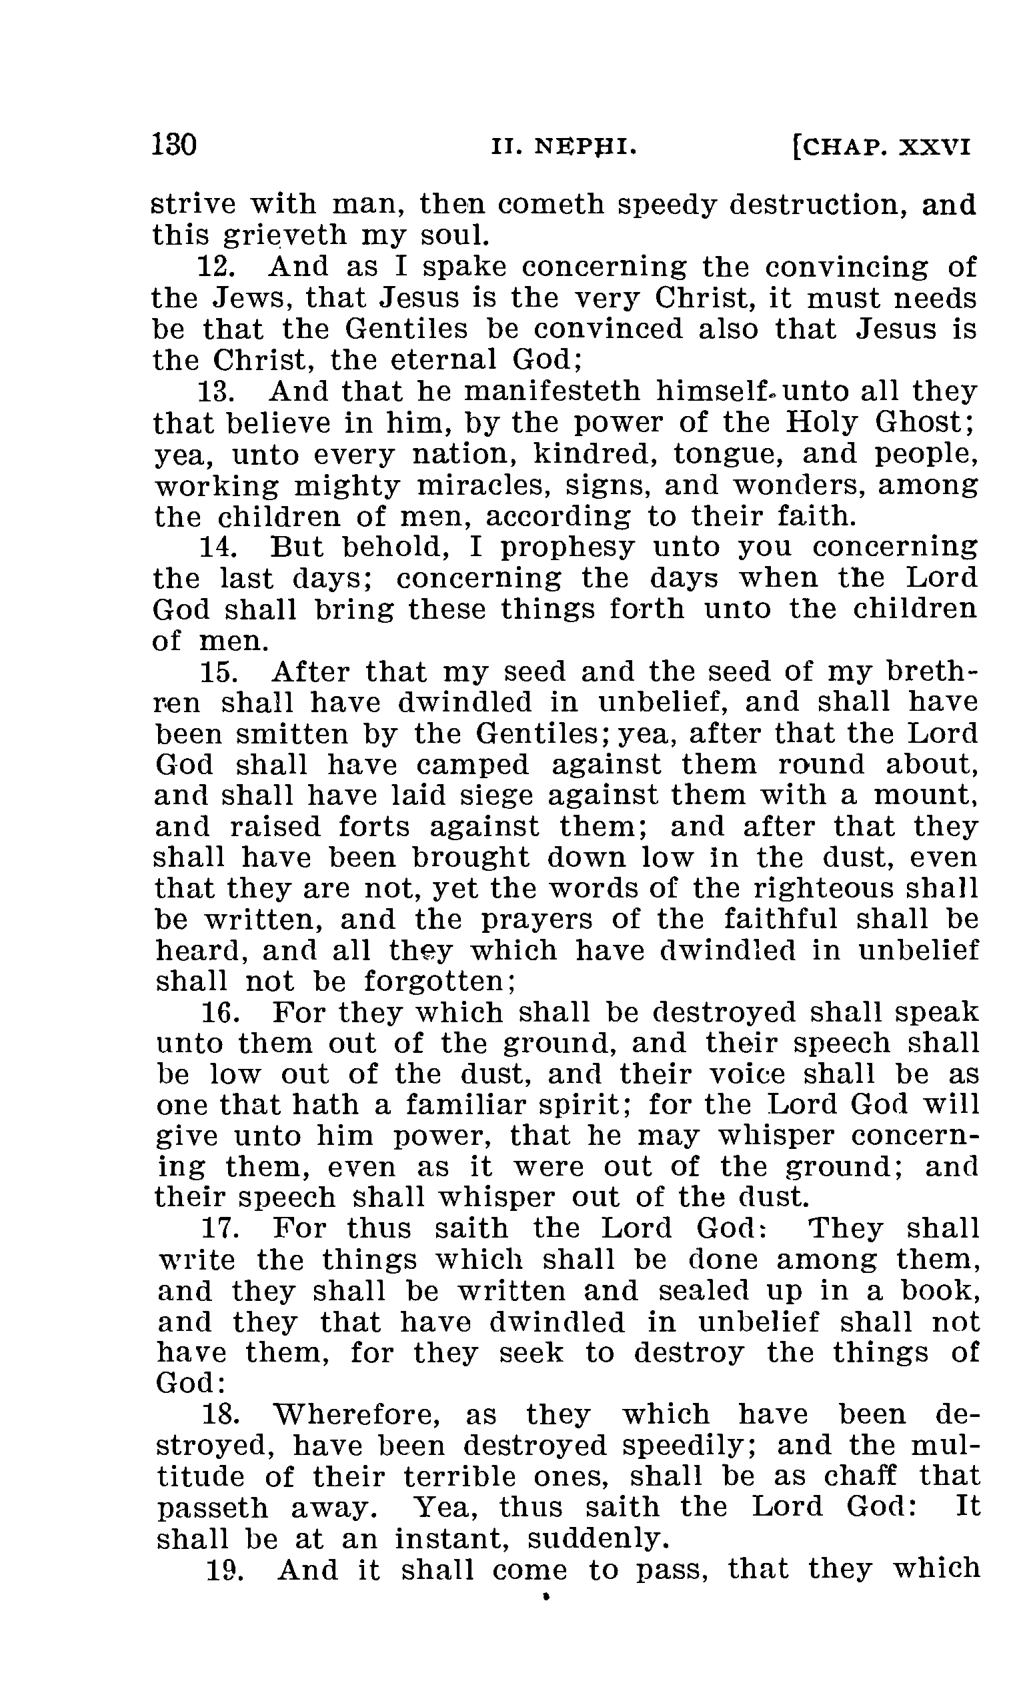 130 II. NEPHI. [CHAP. XXVI
strive with man, then cometh speedy destruction, and
this grieveth my soul.
12. And as I spake concerning the convincing of
the Jews, that Jesus is the very Christ, it must needs
be that the Gentiles be convinced also that Jesus is
the Christ, the eternal God;
13. And that he manifesteth himself unto all they
that believe in him, by the power of the Holy Ghost;
yea, unto every nation, kindred, tongue, and people,
working mighty miracles, signs, and wonders, among
the children of men, according to their faith.
14. But behold, I prophesy unto you concerning
the last days; concerning the days when the Lord
God shall bring these things forth unto the children
of men.
15. After that my seed and the seed of my breth-
ren shall have dwindled in unbelief, and shall have
been smitten by the Gentiles; yea, after that the Lord
God shall have camped against them round about,
and shall have laid siege against them with a mount,
and raised forts against them; and after that they
shall have been brought down low in the dust, even
that they are not, yet the words of the righteous shall
be written, and the prayers of the faithful shall be
heard, and all they which have dwindled in unbelief
shall not be forgotten;
16. For they which shall be destroyed shall speak
unto them out of the ground, and their speech shall
be low out of the dust, and their voice shall be as
one that hath a familiar spirit; for the Lord God will
give unto him power, that he may whisper concern-
ing them, even as it were out of the ground; and
their speech shall whisper out of the dust.
17. For thus saith the Lord God: They shall
write the things which shall be done among them,
and they shall be written and sealed up in a book,
and they that have dwindled in unbelief shall not
have them, for they seek to destroy the things of
God:
18. Wherefore, as they which have been de-
stroyed, have been destroyed speedily; and the mul-
titude of their terrible ones, shall be as chaff that
passeth away. Yea, thus saith the Lord God: It
shall be at an instant, suddenly.
19. And it shall come to pass, that they which